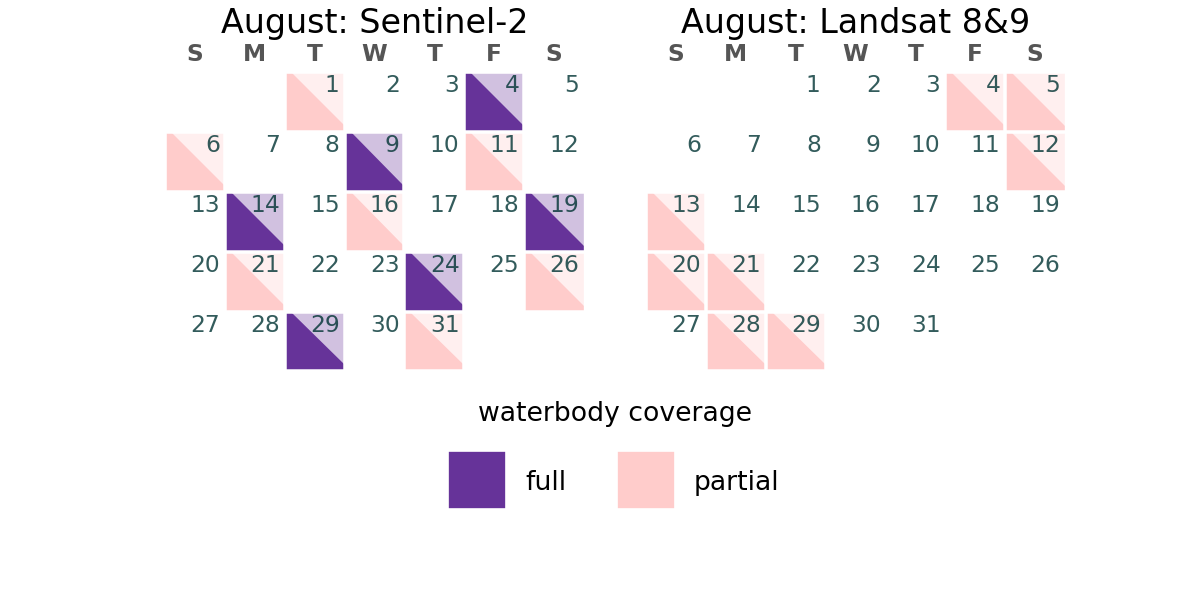 August: Sentinel-2
S M T W T F S
1 2 3 4 5
6 7 8 9 10 11 12
13 14 15 16 17 18 19
20 21 22 23 24 25 26
27 28 29 30 31
August: Landsat 8&9
S M T W T F S
1 2 3 4 5
6 7 8 9 10 11 12
13 14 15 16 17 18 19
20 21 22 23 24 25 26
27 28 29 30 31
waterbody coverage
full
partial